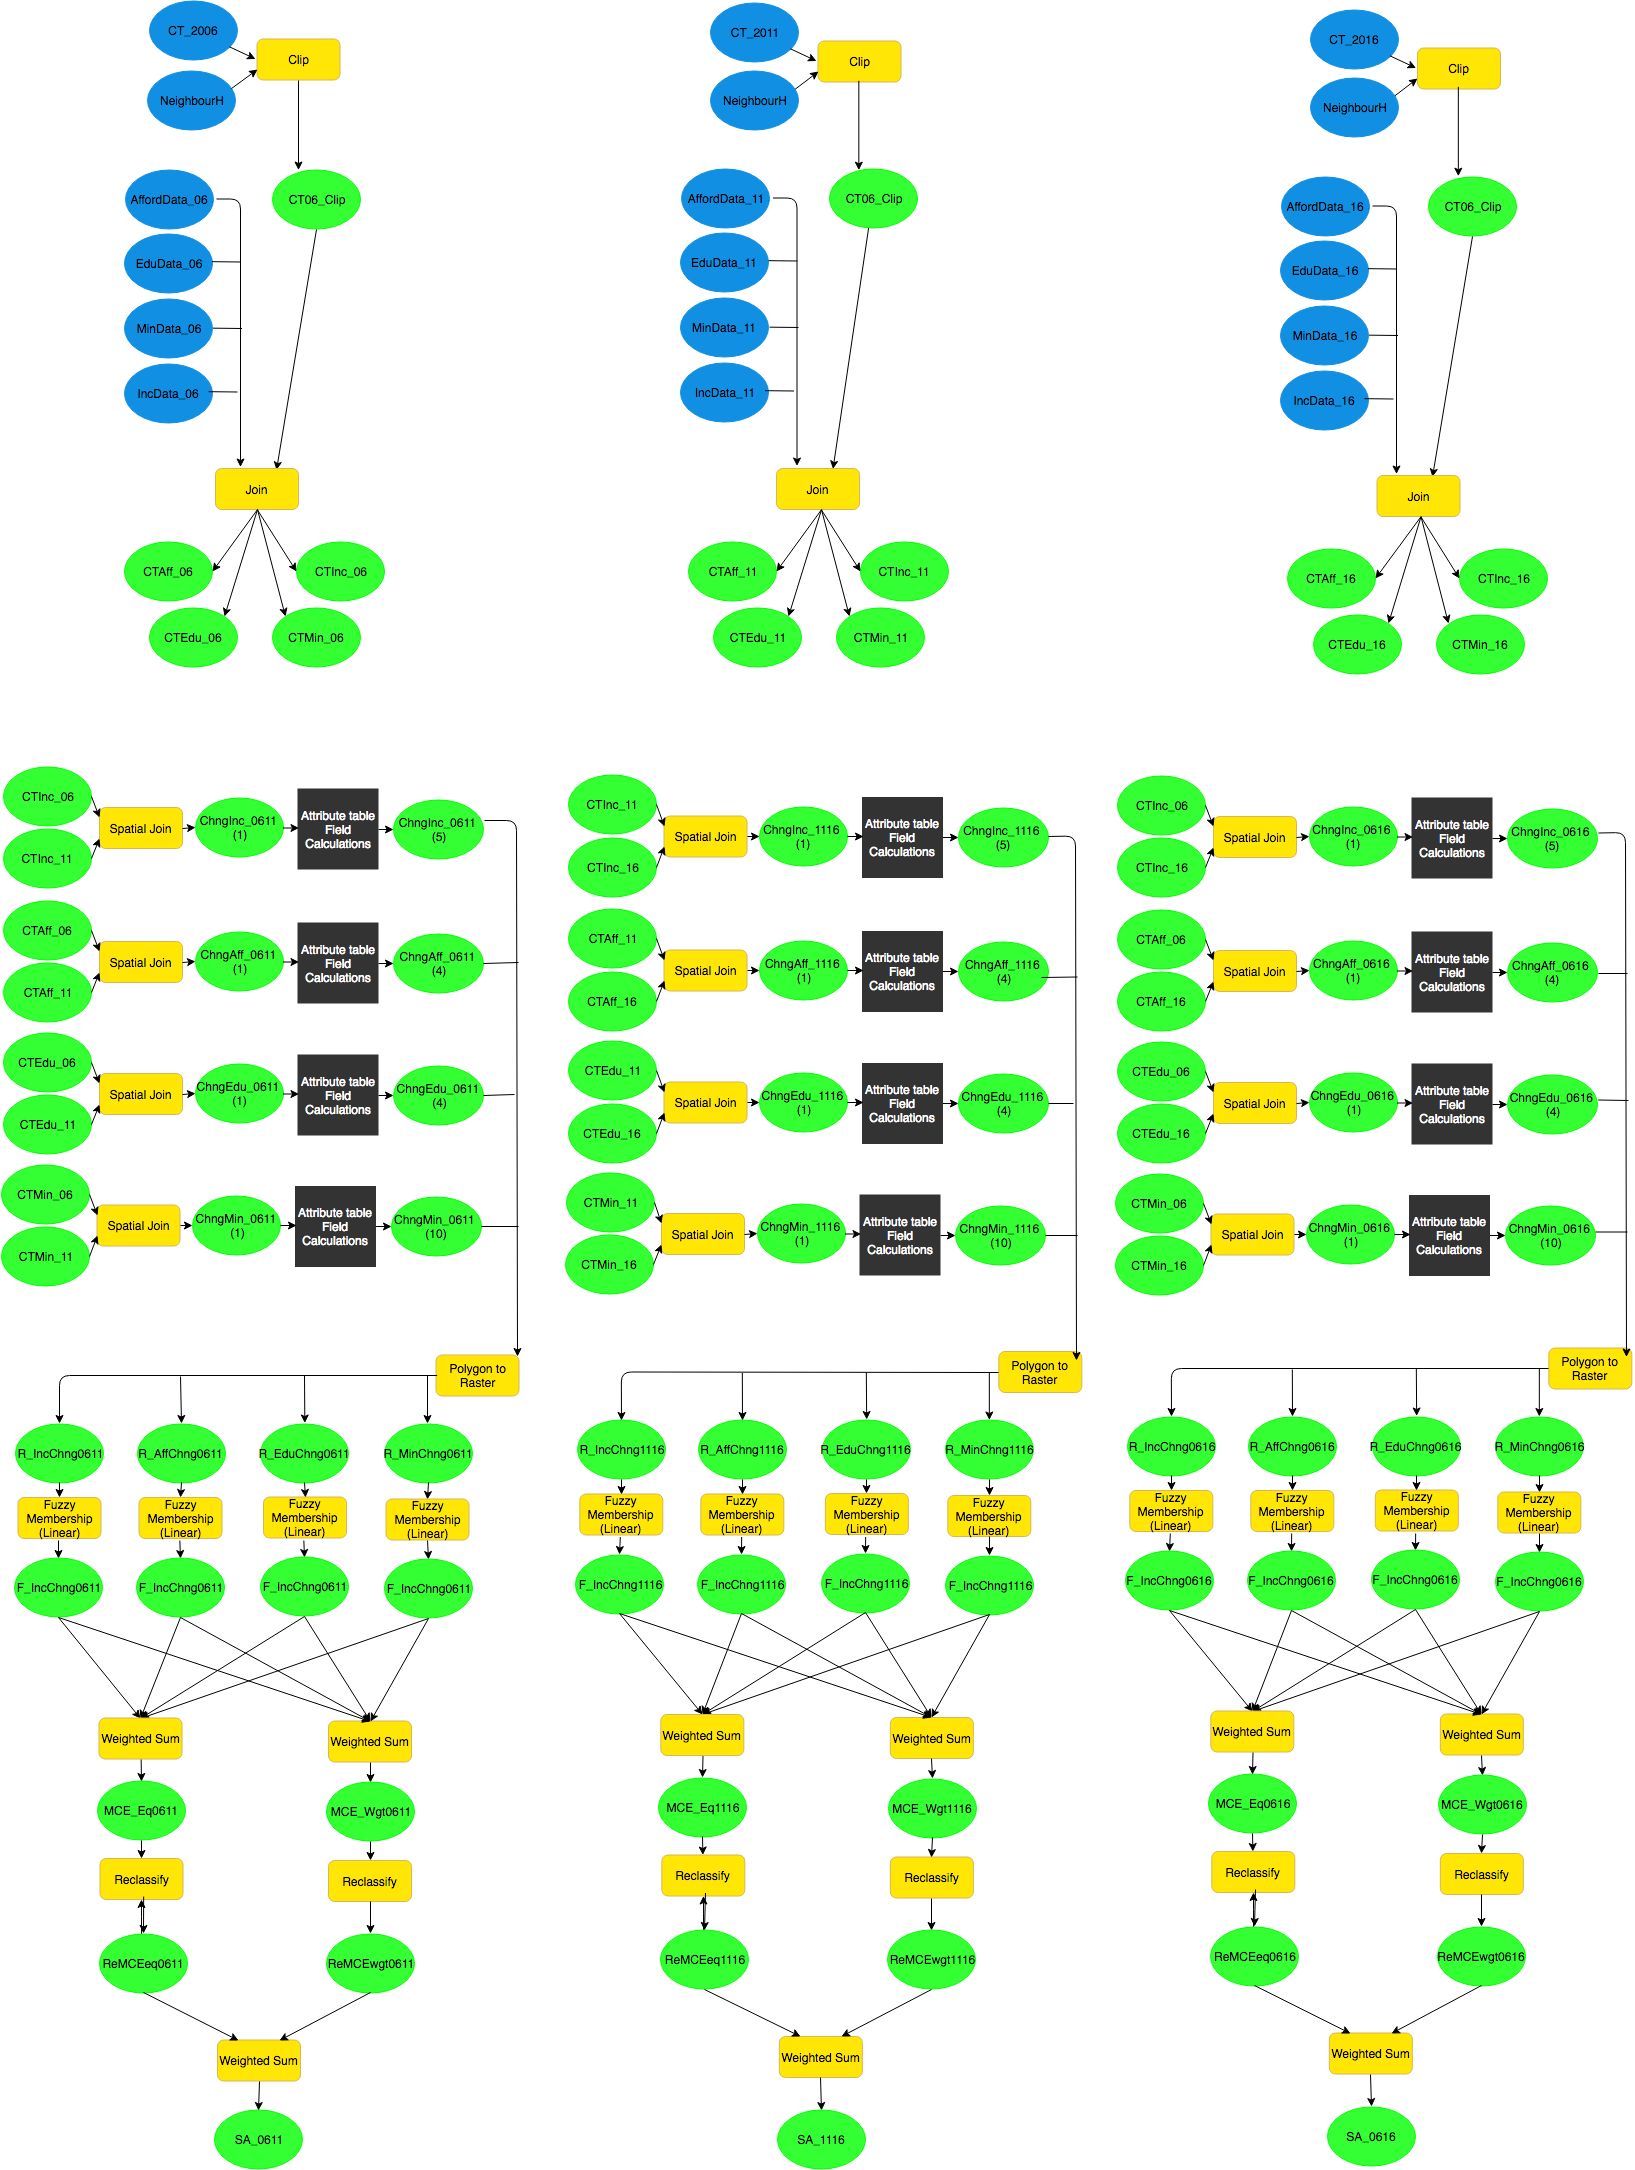 CT_2006
Clip
NeighbourH
AffordData_06
CT06_Clip
EduData_06
MinData_06
IncData_06
Join
CTAff_06
CTInc_06
CTEdu_06
CTMin_06
CT_2011
Clip
NeighbourH
AffordData_11
CT06_Clip
EduData_11
MinData_11
IncData_11
Join
CTAff_11
CTInc_11
CTEdu_11
CTMin_11
CT_2016
Clip
NeighbourH
AffordData_16
CT06_Clip
EduData_16
MinData_16
IncData_16
Join
CTAff_16
CTInc_16
CTEdu_16
CTMin_16
CTInc_06
CTInc_11
Spatial Join
ChngInc_0611
(1)
Attribute table
Field
Calculations
ChngInc_0611
(5)
CTAff_06
CTAff_11
Spatial Join
ChngAff_0611
(1)
Attribute table
Field
Calculations
ChngAff_0611
(4)
CTEdu_06
CTEdu_11
Spatial Join
ChngEdu_0611
(1)
Attribute table
Field
Calculations
ChngEdu_0611
(4)
CTMin_06
CTMin_11
Spatial Join
ChngMin_0611
(1)
Attribute table
Field
Calculations
ChngMin_0611
(10)
Polygon to
Raster
R_IncChng0611
R_AffChng0611
R_EduChng0611
R_MinChng0611
Fuzzy
Membership
(Linear)
Fuzzy
Membership
(Linear)
Fuzzy
Membership
(Linear)
Fuzzy
Membership
(Linear)
F_IncChng0611
F_IncChng0611
F_IncChng0611
F_IncChng0611
Weighted Sum
Weighted Sum
MCE_Eq0611
MCE_Wgt0611
Reclassify
Reclassify
ReMCEeq0611
ReMCEwgt0611
Weighted Sum
SA_0611
CTInc_11
CTInc_16
Spatial Join
ChngInc_1116
(1)
Attribute table
Field
Calculations
ChngInc_1116
(5)
CTAff_11
CTAff_16
Spatial Join
ChngAff_1116
(1)
Attribute table
Field
Calculations
ChngAff_1116
(4)
CTEdu_11
CTEdu_16
Spatial Join
ChngEdu_1116
(1)
Attribute table
Field
Calculations
ChngEdu_1116
(4)
CTMin_11
CTMin_16
Spatial Join
ChngMin_1116
(1)
Attribute table
Field
Calculations
ChngMin_1116
(10)
Polygon to
Raster
R_IncChng1116
R_AffChng1116
R_EduChng1116
R_MinChng1116
Fuzzy
Membership
(Linear)
Fuzzy
Membership
(Linear)
Fuzzy
Membership
(Linear)
Fuzzy
Membership
(Linear)
F_IncChng1116
F_IncChng1116
F_IncChng1116
F_IncChng1116
Weighted Sum
Weighted Sum
MCE_Eq1116
MCE_Wgt1116
Reclassify
Reclassify
ReMCEeq1116
ReMCEwgt1116
Weighted Sum
SA_1116
CTInc_06
CTInc_16
Spatial Join
ChngInc_0616
(1)
Attribute table
Field
Calculations
ChngInc_0616
(5)
CTAff_06
CTAff_16
Spatial Join
ChngAff_0616
(1)
Attribute table
Field
Calculations
ChngAff_0616
(4)
CTEdu_06
CTEdu_16
Spatial Join
ChngEdu_0616
(1)
Attribute table
Field
Calculations
ChngEdu_0616
(4)
CTMin_06
CTMin_16
Spatial Join
ChngMin_0616
(1)
Attribute table
Field
Calculations
ChngMin_0616
(10)
Polygon to
Raster
R_IncChng0616
R_AffChng0616
R_EduChng0616
R_MinChng0616
Fuzzy
Membership
(Linear)
Fuzzy
Membership
(Linear)
Fuzzy
Membership
(Linear)
Fuzzy
Membership
(Linear)
F_IncChng0616
F_IncChng0616
F_IncChng0616
F_IncChng0616
Weighted Sum
Weighted Sum
MCE_Eq0616
MCE_Wgt0616
Reclassify
Reclassify
ReMCEeq0616
ReMCEwgt0616
Weighted Sum
SA_0616